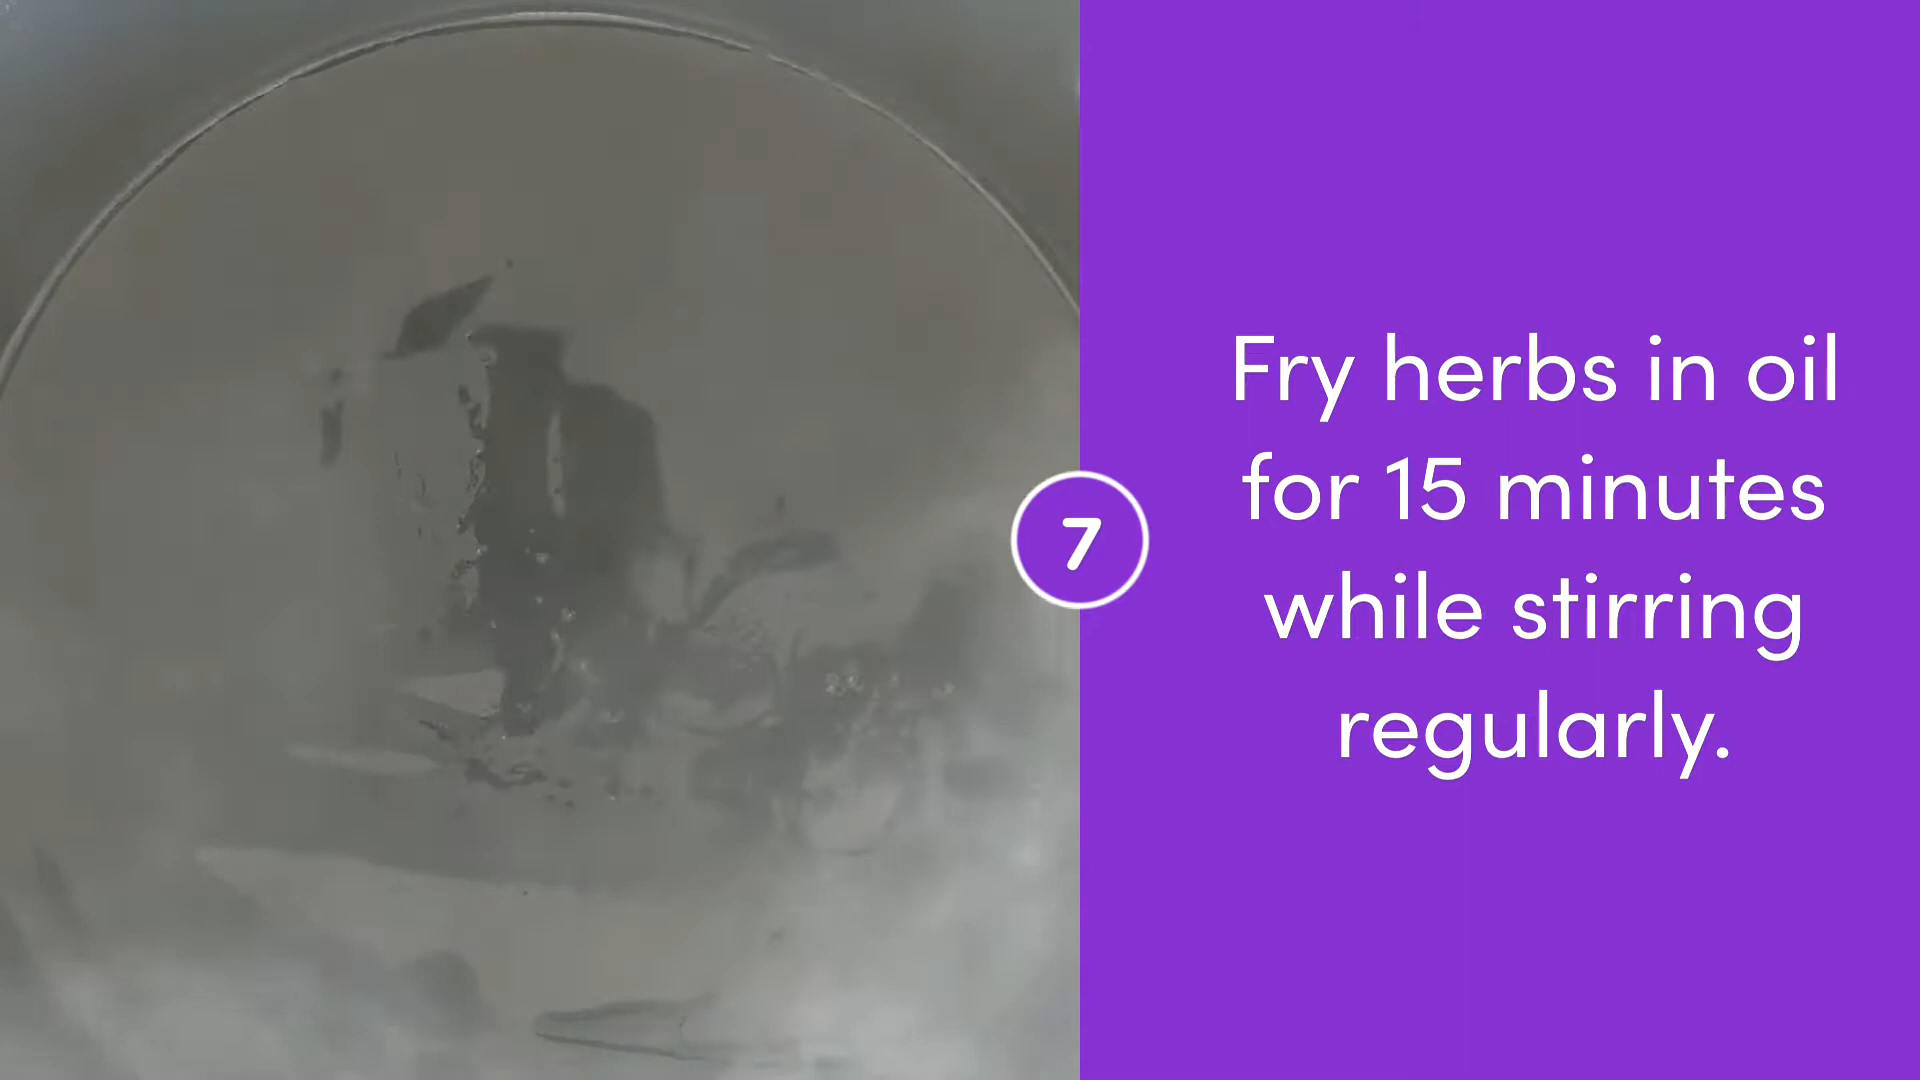 7
Fry herbs in oil
for 15 minutes
while stirring
regularly.